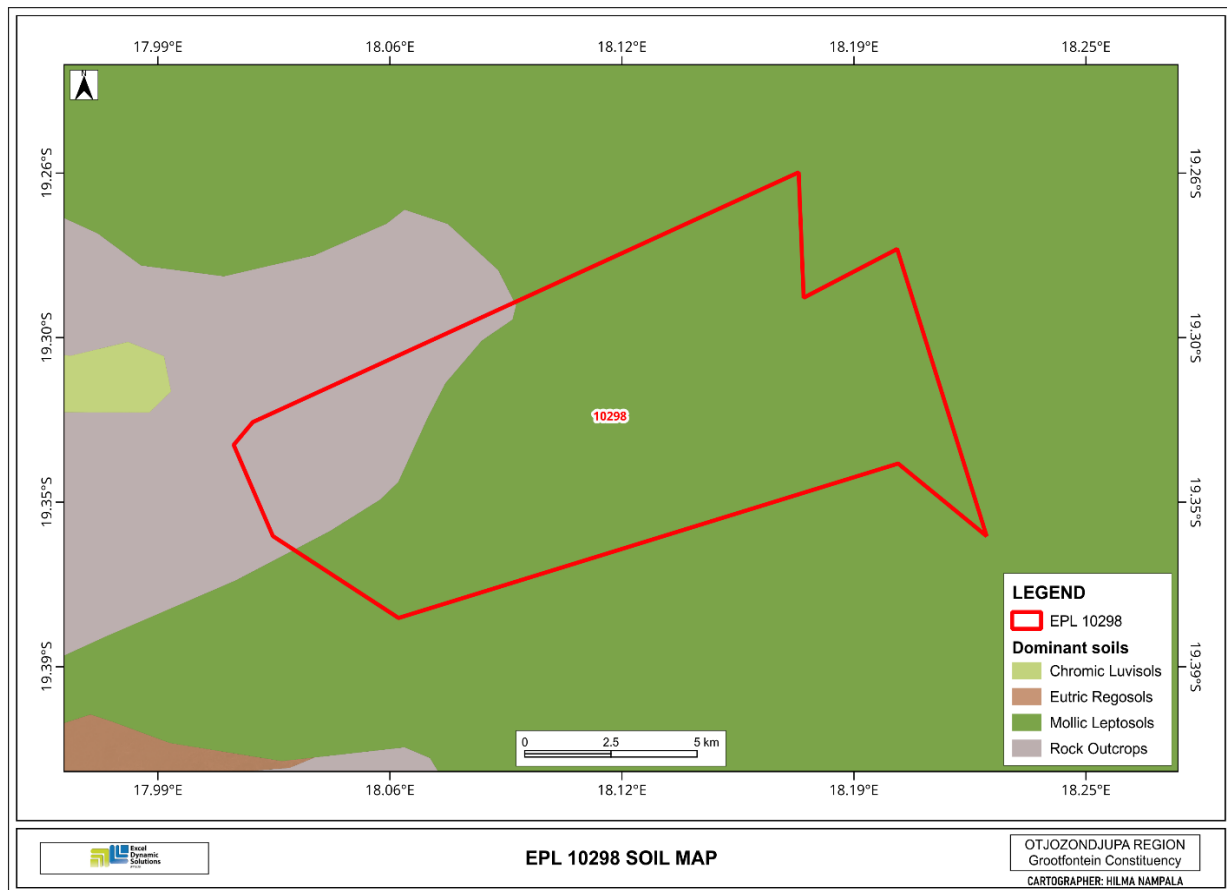 17.99°E 18.06°E 18.12°E 18.19°E 18.25°E
N
19.26°S 19.26°S
19.30°S 19.30°S
10298
19.35°S 19.35°S
LEGEND
EPL 10298
Dominant soils
Chromic Luvisols
Eutric Regosols
Mollic Leptosols
Rock Outcrops
19.39°S 19.39°S
0 2.5 5 km
17.99°E 18.06°E 18.12°E 18.19°E 18.25°E
Excel
Dynamic
Solutions
EPL 10298 SOIL MAP
OTJOZONDJUPA REGION
Grootfontein Constituency
CARTOGRAPHER: HILMA NAMPALA